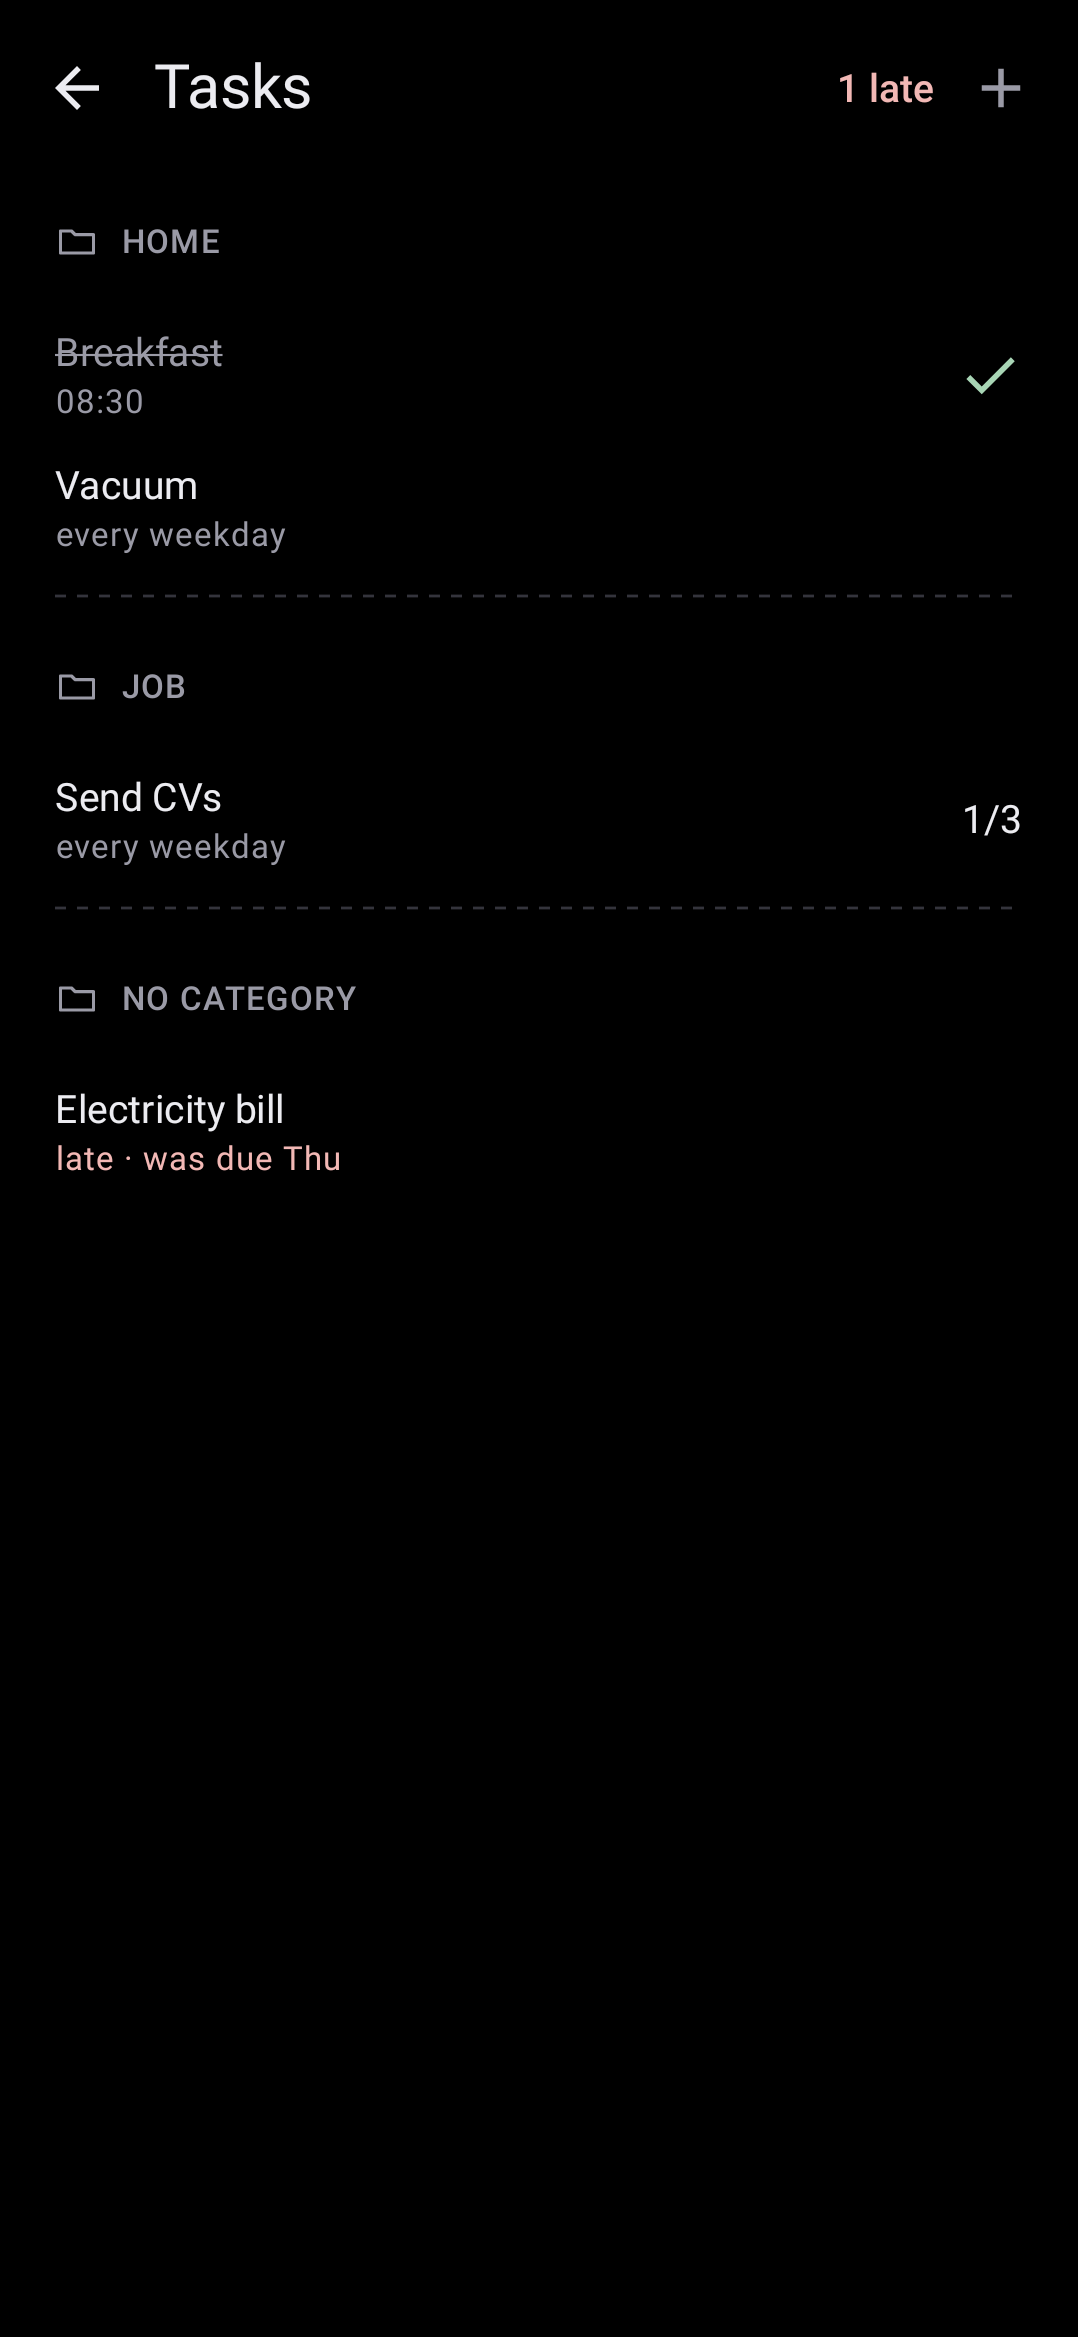 Tasks
1 late
HOME
Breakfast
08:30
Vacuum
every weekday
JOB
Send CVs
1/3
every weekday
NO CATEGORY
Electricity bill
late · was due Thu